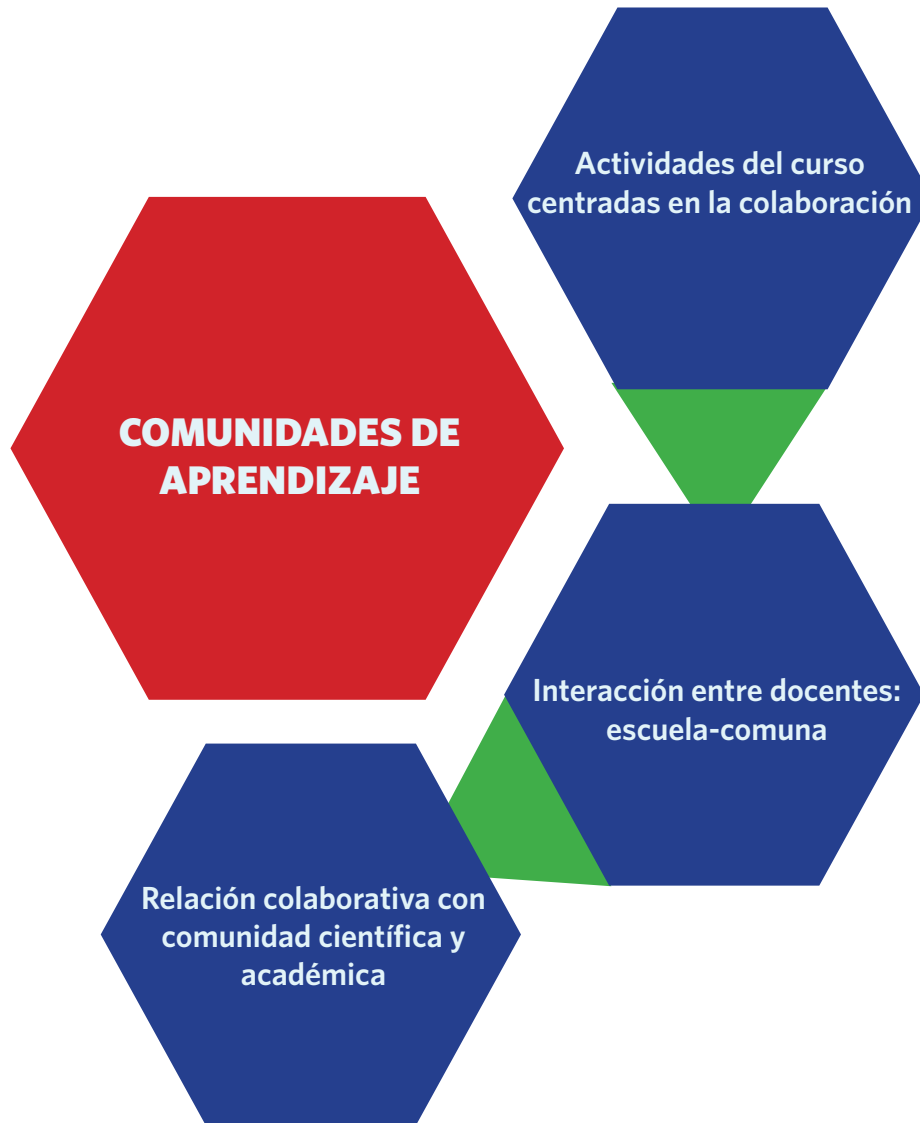 Actividades del curso
centradas en la colaboración
COMUNIDADES DE
APRENDIZAJE
Interacción entre docentes:
escuela-comuna
Relación colaborativa con
comunidad científica y
académica